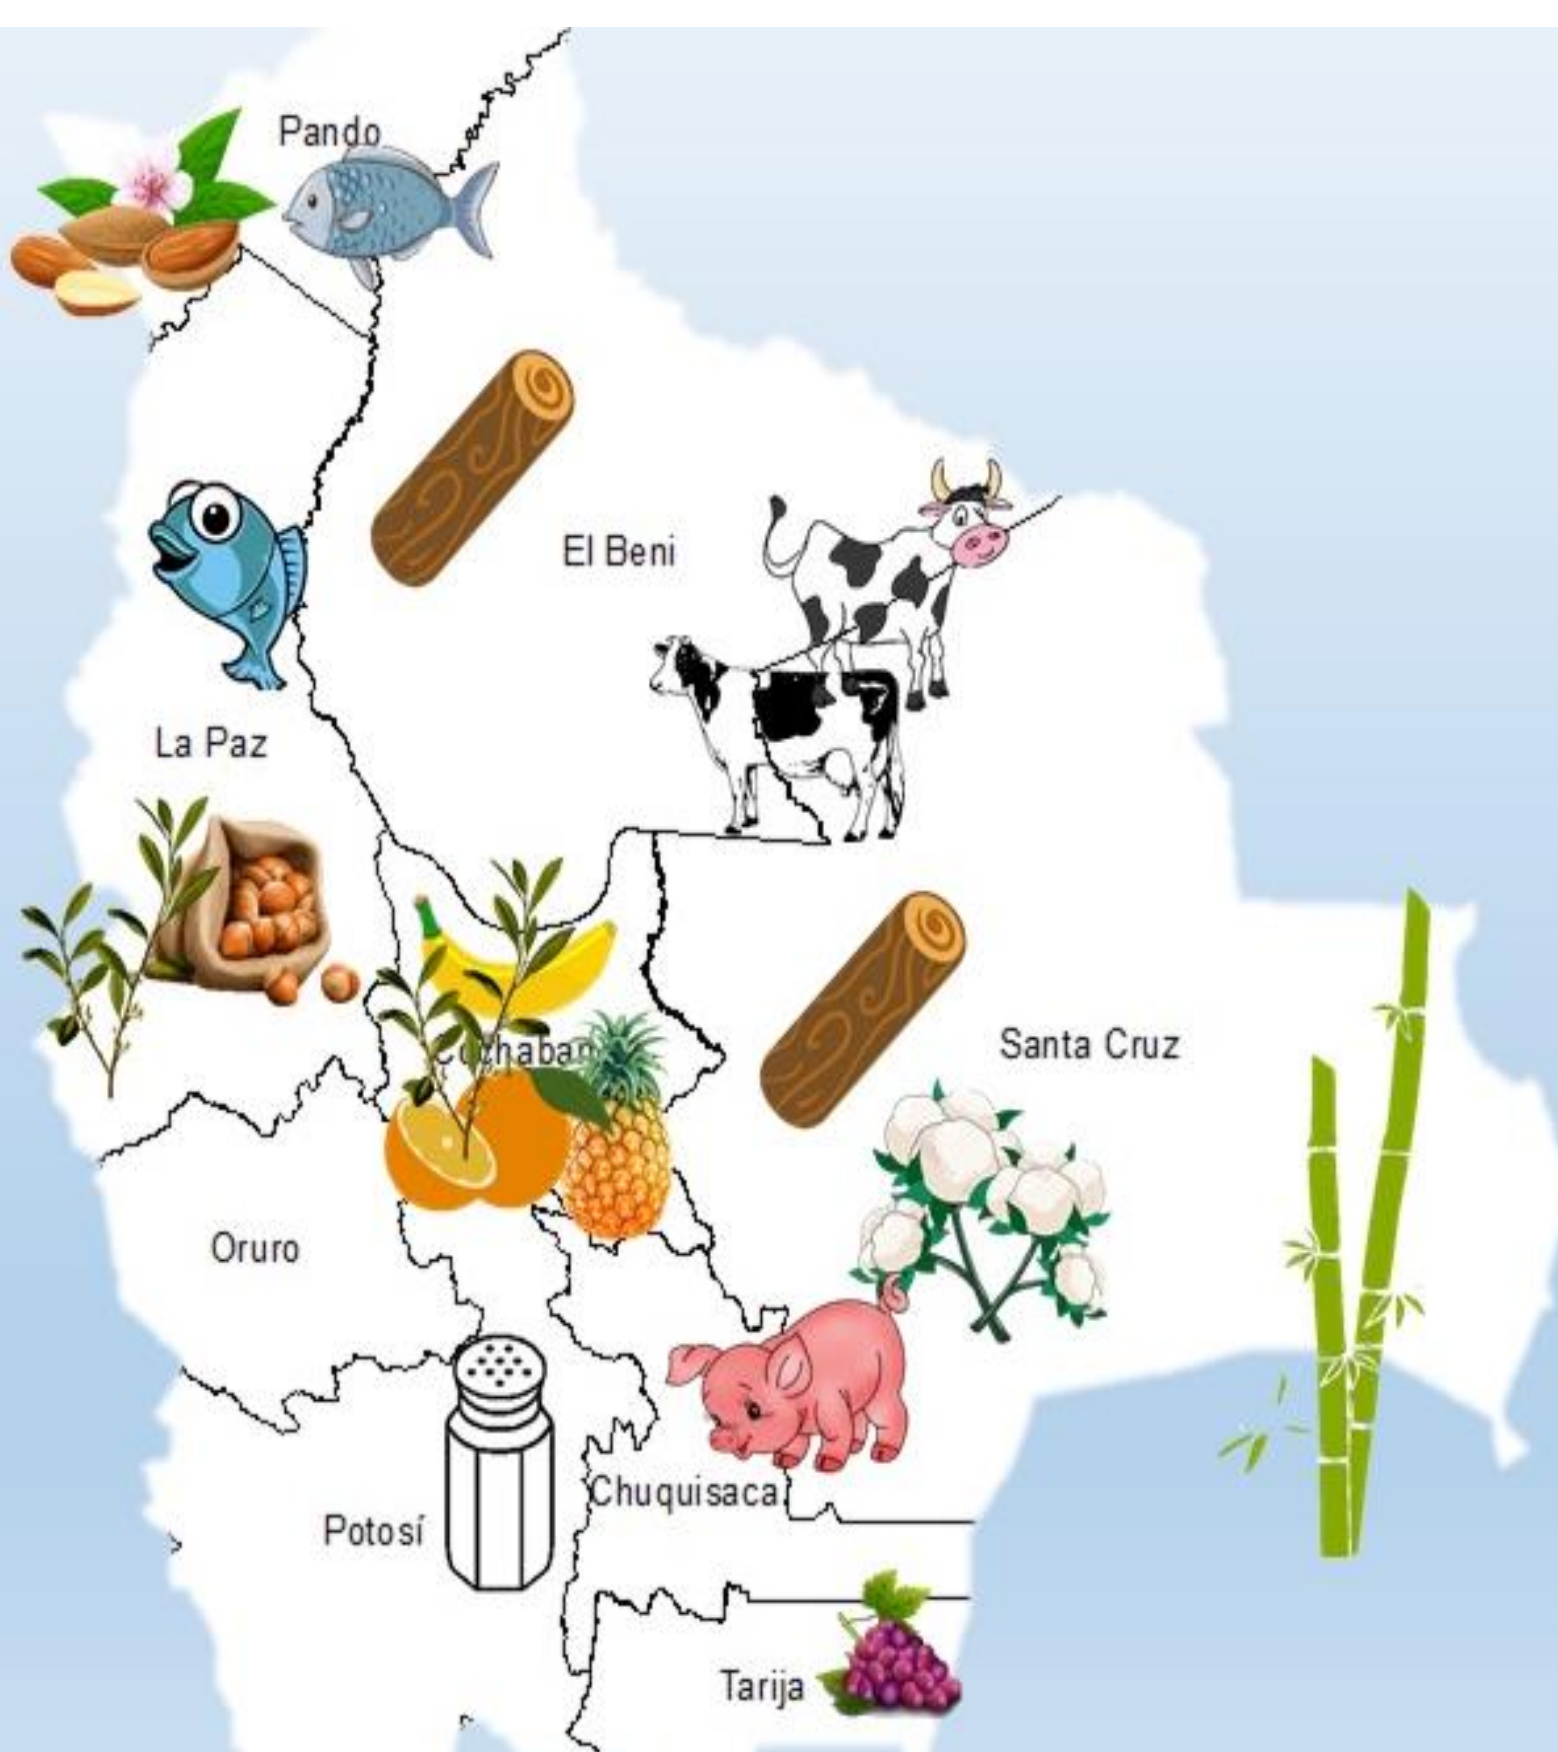 Pando
El Beni
La Paz
Santa Cruz
Oruro
Chuquisaca
Potosí
Tarija